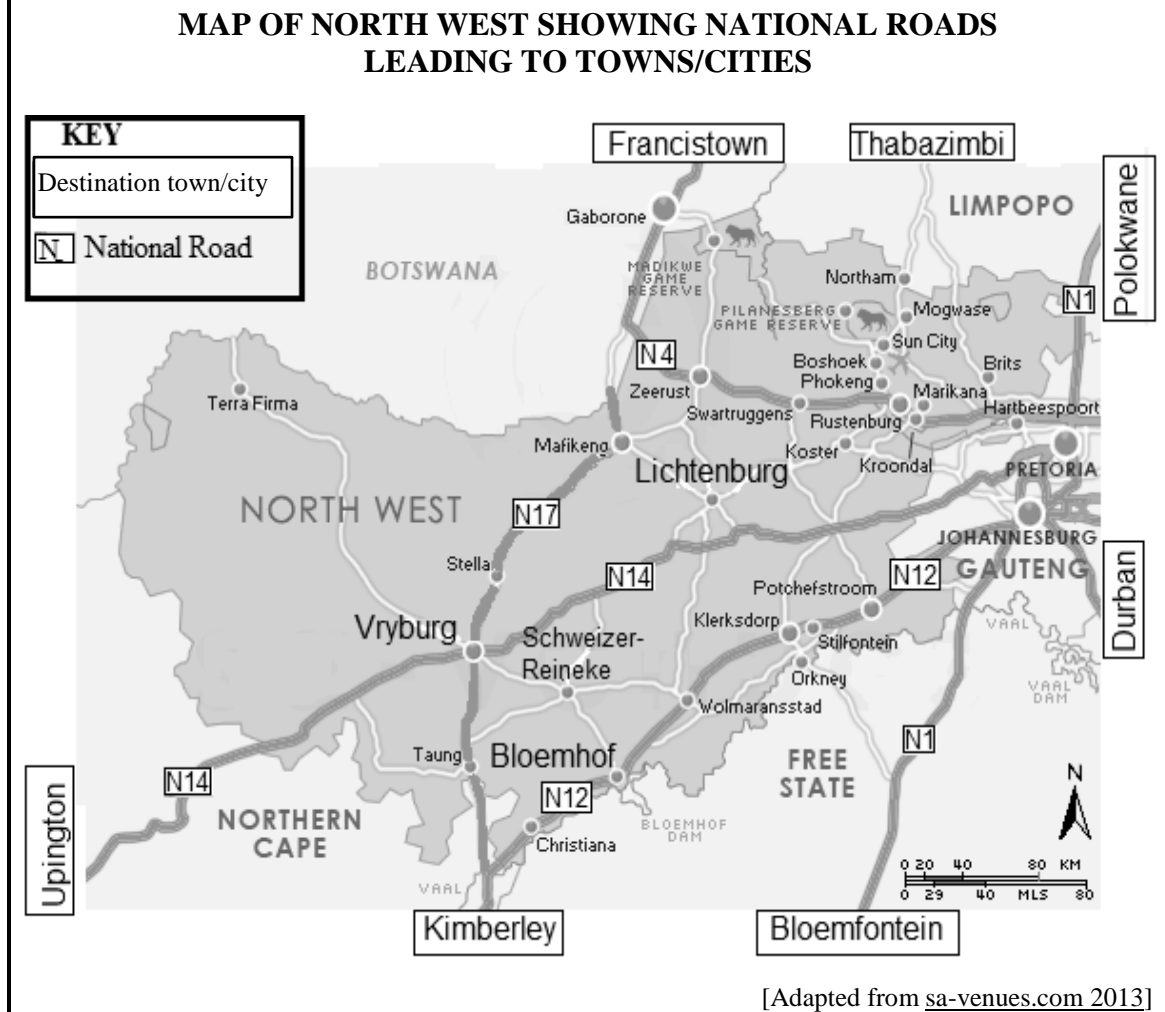 MAP OF NORTH WEST SHOWING NATIONAL ROADS
LEADING TO TOWNS/CITIES
KEY
Destination town/city
N National Road
Francistown
Thabazimbi
Polokwane
Gaborone
LIMPOPO
BOTSWANA
MADIKWE
GAME
RESERVE
Northam
PILANESBERG
GAME RESERVE
Mogwase
N1
Sun City
N4
Boshoek
Brits
Zeerust
Phokeng
Marikana
Terra Firma
Swartruggens
Hartbeespoort
Rustenburg
Mafikeng
Koster
Kroondal
PRETORIA
Lichtenburg
NORTH WEST
N17
JOHANNESBURG
GAUTENG
Stella
N14
N12
Potchefstroom
Durban
Vryburg
Schweizer-
Reineke
Klerksdorp
Stilfontein
VAAL
Orkney
VAAL
DAM
Wolmaransstad
Taung
Bloemhof
N1
FREE
STATE
N14
N12
N
Upington
NORTHERN
CAPE
BLOEMHOF
DAM
Christiana
0 20 40 80 KM
0 29 40 MLS 80
VAAL
Kimberley
Bloemfontein
[Adapted from sa-venues.com 2013]